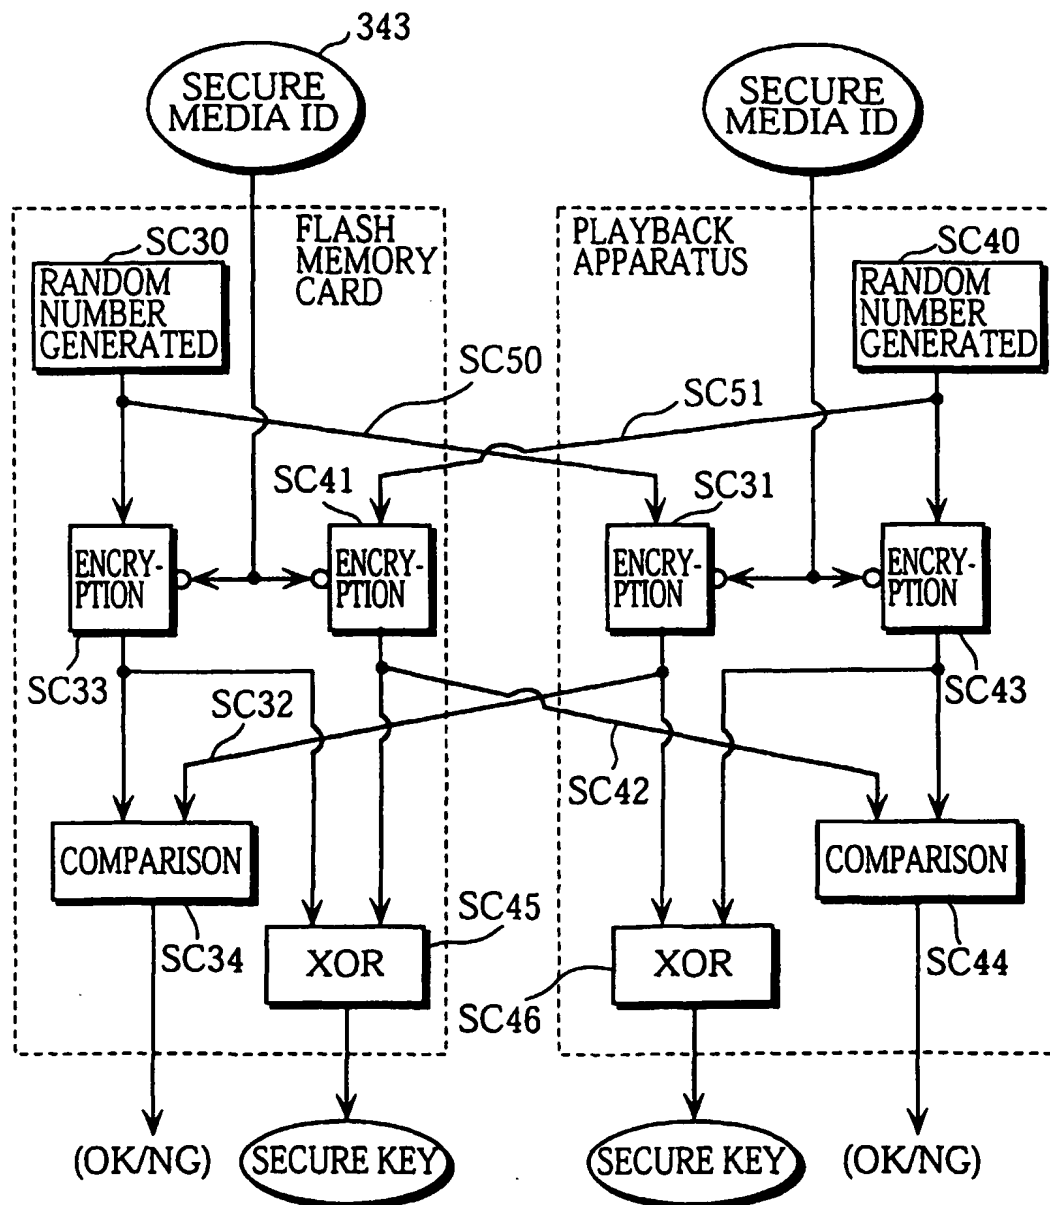 343
SECURE
MEDIA ID
SECURE
MEDIA ID
FLASH
MEMORY
CARD
PLAYBACK
APPARATUS
SC30
RANDOM
NUMBER
GENERATED
SC40
RANDOM
NUMBER
GENERATED
SC50
SC51
SC41
SC31
ENCRY-
PTION
ENCRY-
PTION
ENCRY-
PTION
ENCRY-
PTION
SC33
SC43
SC32
SC42
COMPARISON
COMPARISON
SC34
SC45
XOR
XOR
SC44
SC46
(OK/NG)
SECURE KEY
SECURE KEY
(OK/NG)